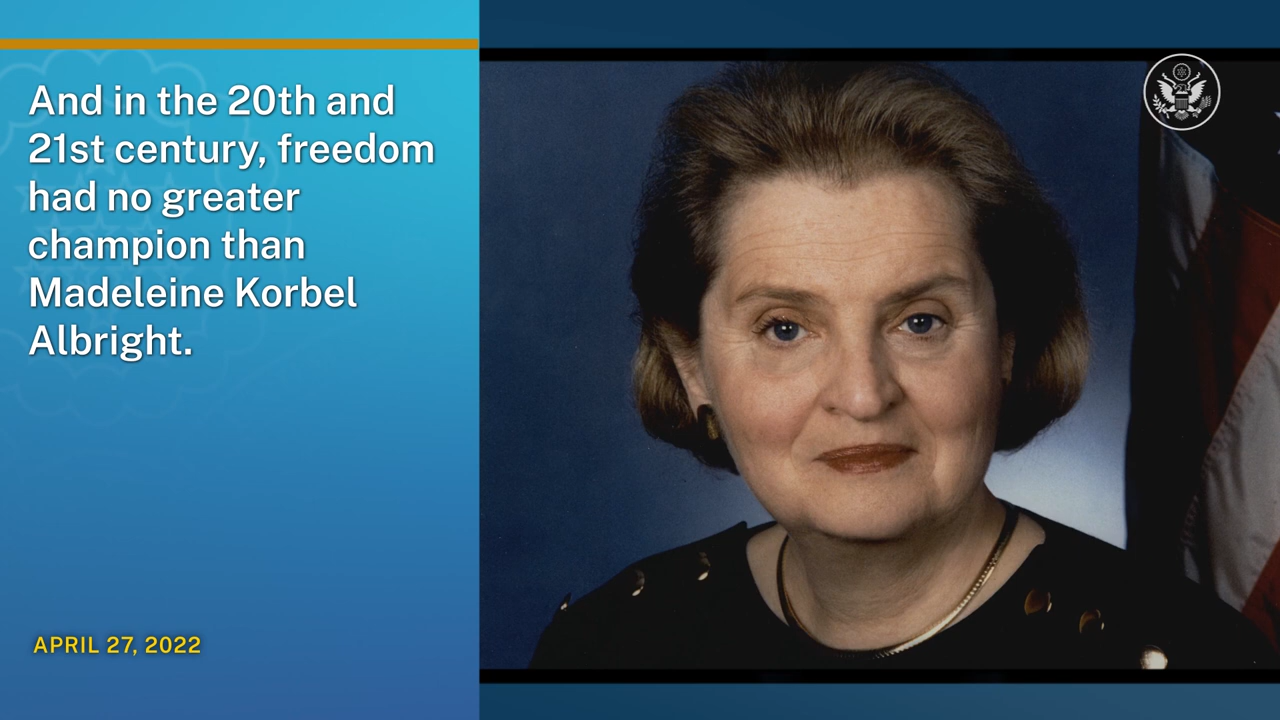 And in the 20th and
21st century, freedom
had no greater
champion than
Madeleine Korbel
Albright.
APRIL 27, 2022